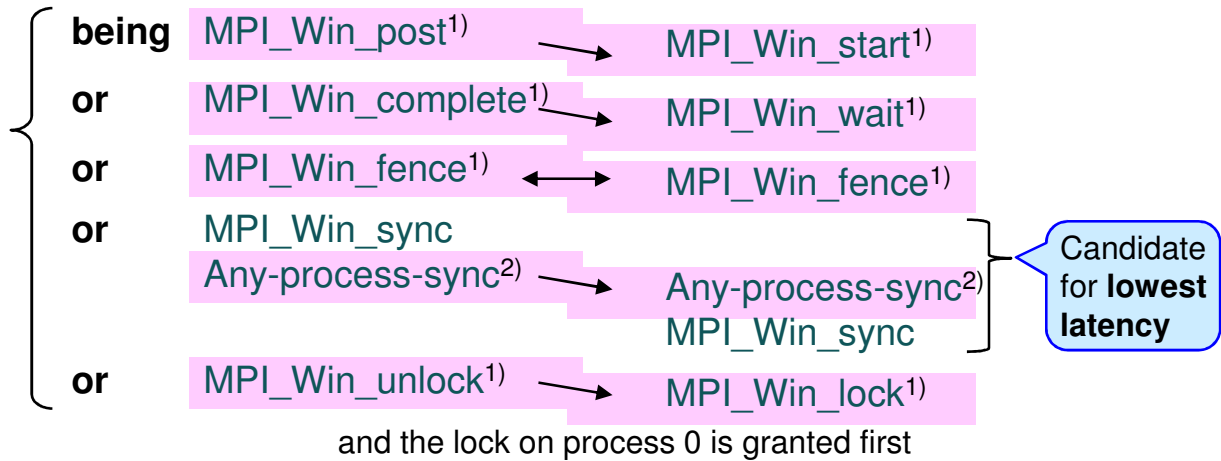 being MPI_Win_post1) MPI_Win_start1)
or MPI_Win_complete1) MPI_Win_wait1)
or MPI_Win_fence1) MPI_Win_fence1)
or MPI_Win_sync
Any-process-sync2) Any-process-sync2)
MPI_Win_sync
or MPI_Win_unlock1) MPI_Win_lock1)
and the lock on process 0 is granted first
Candidate
for lowest
latency